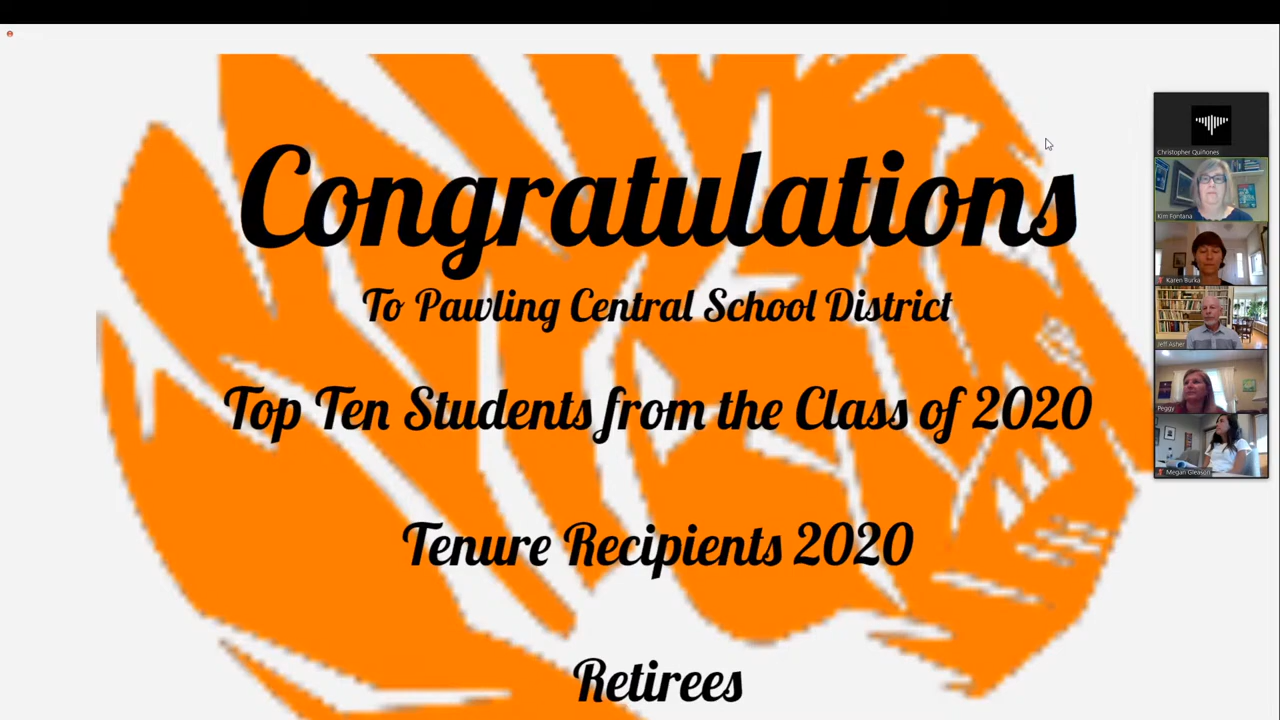 Congratulations
To Pawling Central School District
Top Ten Students from the Class of 2020
Tenure Recipients 2020
Retirees
Christopher Quiñones
Kim Fontana
Karen Burka
Jeff Asher
Peggy
Megan Gleason